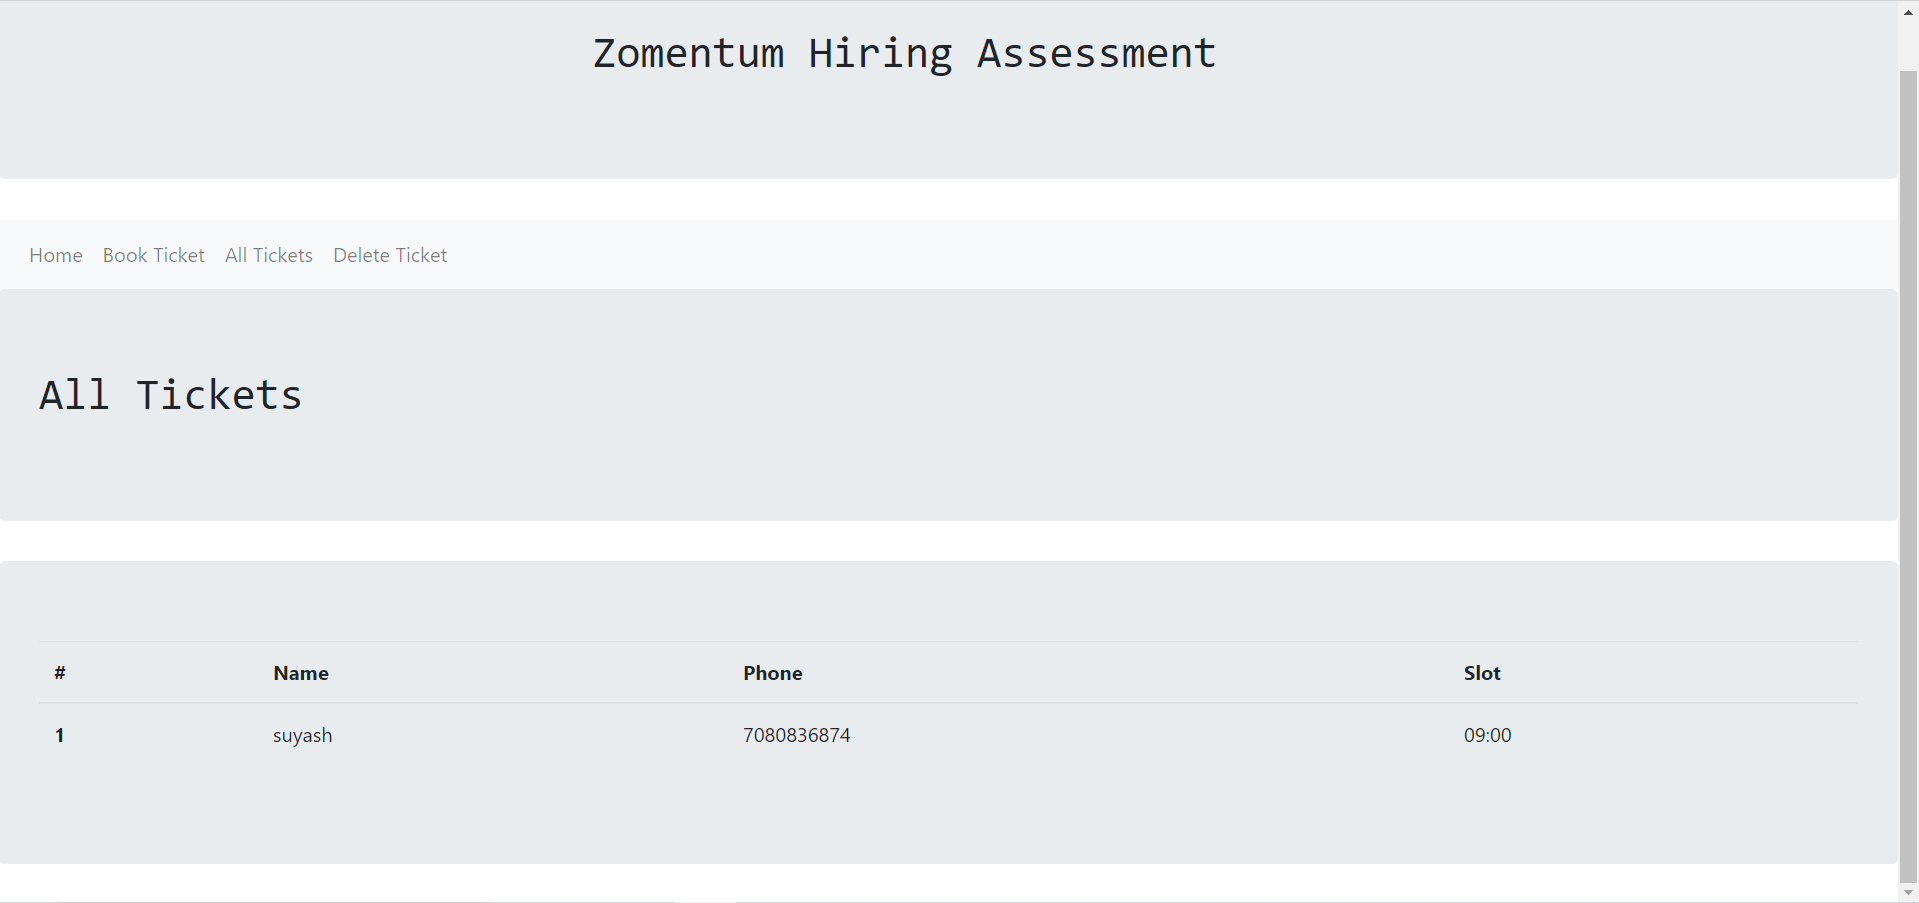 Zomentum Hiring Assessment
Home Book Ticket All Tickets Delete Ticket
All Tickets
# Name Phone Slot
1 suyash 7080836874 09:00